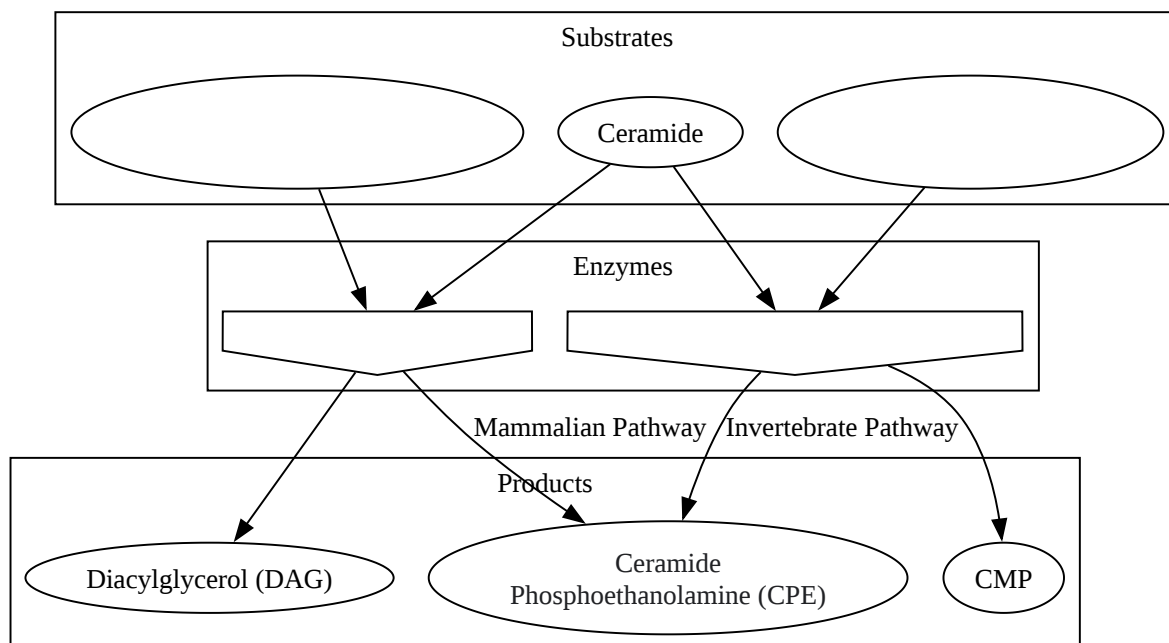 Substrates
Ceramide
Enzymes
Mammalian Pathway
Invertebrate Pathway
Products
Diacylglycerol (DAG)
Ceramide
Phosphoethanolamine (CPE)
CMP